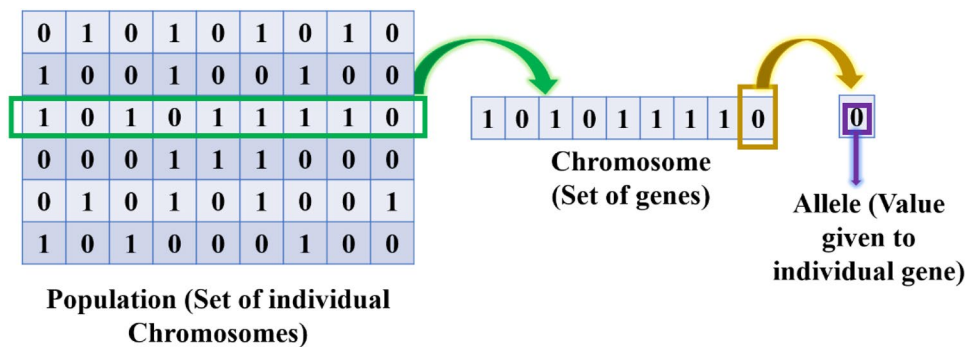 0 1 0 1 0 1 0 1 0
1 0 0 1 0 0 1 0 0
1 0 1 0 1 1 1 1 0
0 0 0 1 1 1 0 0 0
0 1 0 1 0 1 0 0 1
1 0 1 0 0 0 1 0 0
Population (Set of individual
Chromosomes)
1 0 1 0 1 1 1 1 0
Chromosome
(Set of genes)
0
Allele (Value
given to
individual gene)